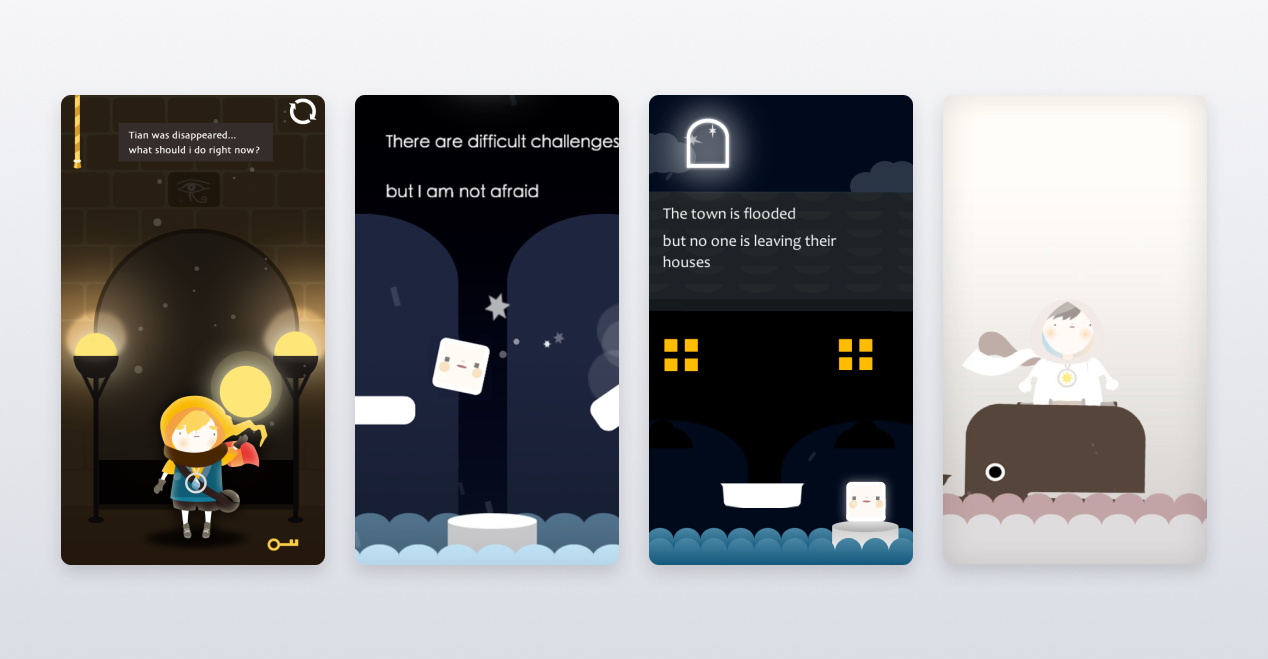 Tian was disappeared...
what should i do right now?
There are difficult challenges
but I am not afraid
The town is flooded
but no one is leaving their
houses